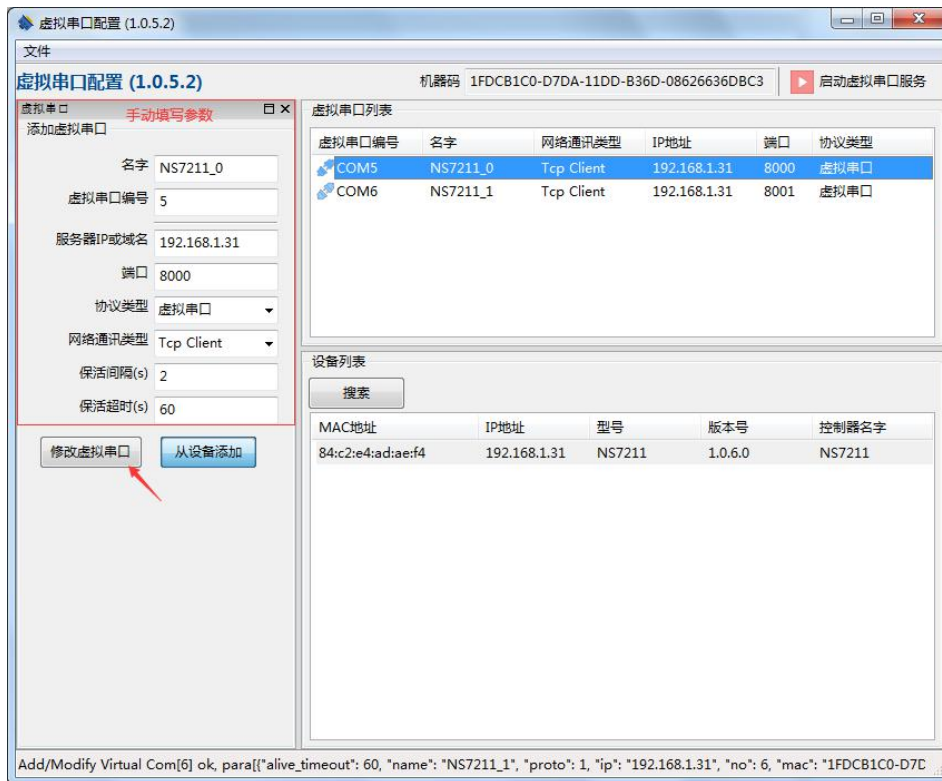 虚拟串口配置 (1.0.5.2)
文件
虚拟串口配置 (1.0.5.2)
机器码 1FDCB1C0-D7DA-11DD-B36D-08626636DBC3 启动虚拟串口服务
虚拟串口
手动填写参数
添加虚拟串口
名字 NS7211_0
虚拟串口编号 5
服务器IP或域名 192.168.1.31
端口 8000
协议类型 虚拟串口
网络通讯类型 Tcp Client
保活间隔(s) 2
保活超时(s) 60
修改虚拟串口 从设备添加
虚拟串口列表
虚拟串口编号 名字 网络通讯类型 IP地址 端口 协议类型
COM5 NS7211_0 Tcp Client 192.168.1.31 8000 虚拟串口
COM6 NS7211_1 Tcp Client 192.168.1.31 8001 虚拟串口
设备列表
搜索
MAC地址 IP地址 型号 版本号 控制器名字
84:c2:e4:ad:ae:f4 192.168.1.31 NS7211 1.0.6.0 NS7211
Add/Modify Virtual Com[6] ok, para[{"alive_timeout": 60, "name": "NS7211_1", "proto": 1, "ip": "192.168.1.31", "no": 6, "mac": "1FDCB1C0-D7D